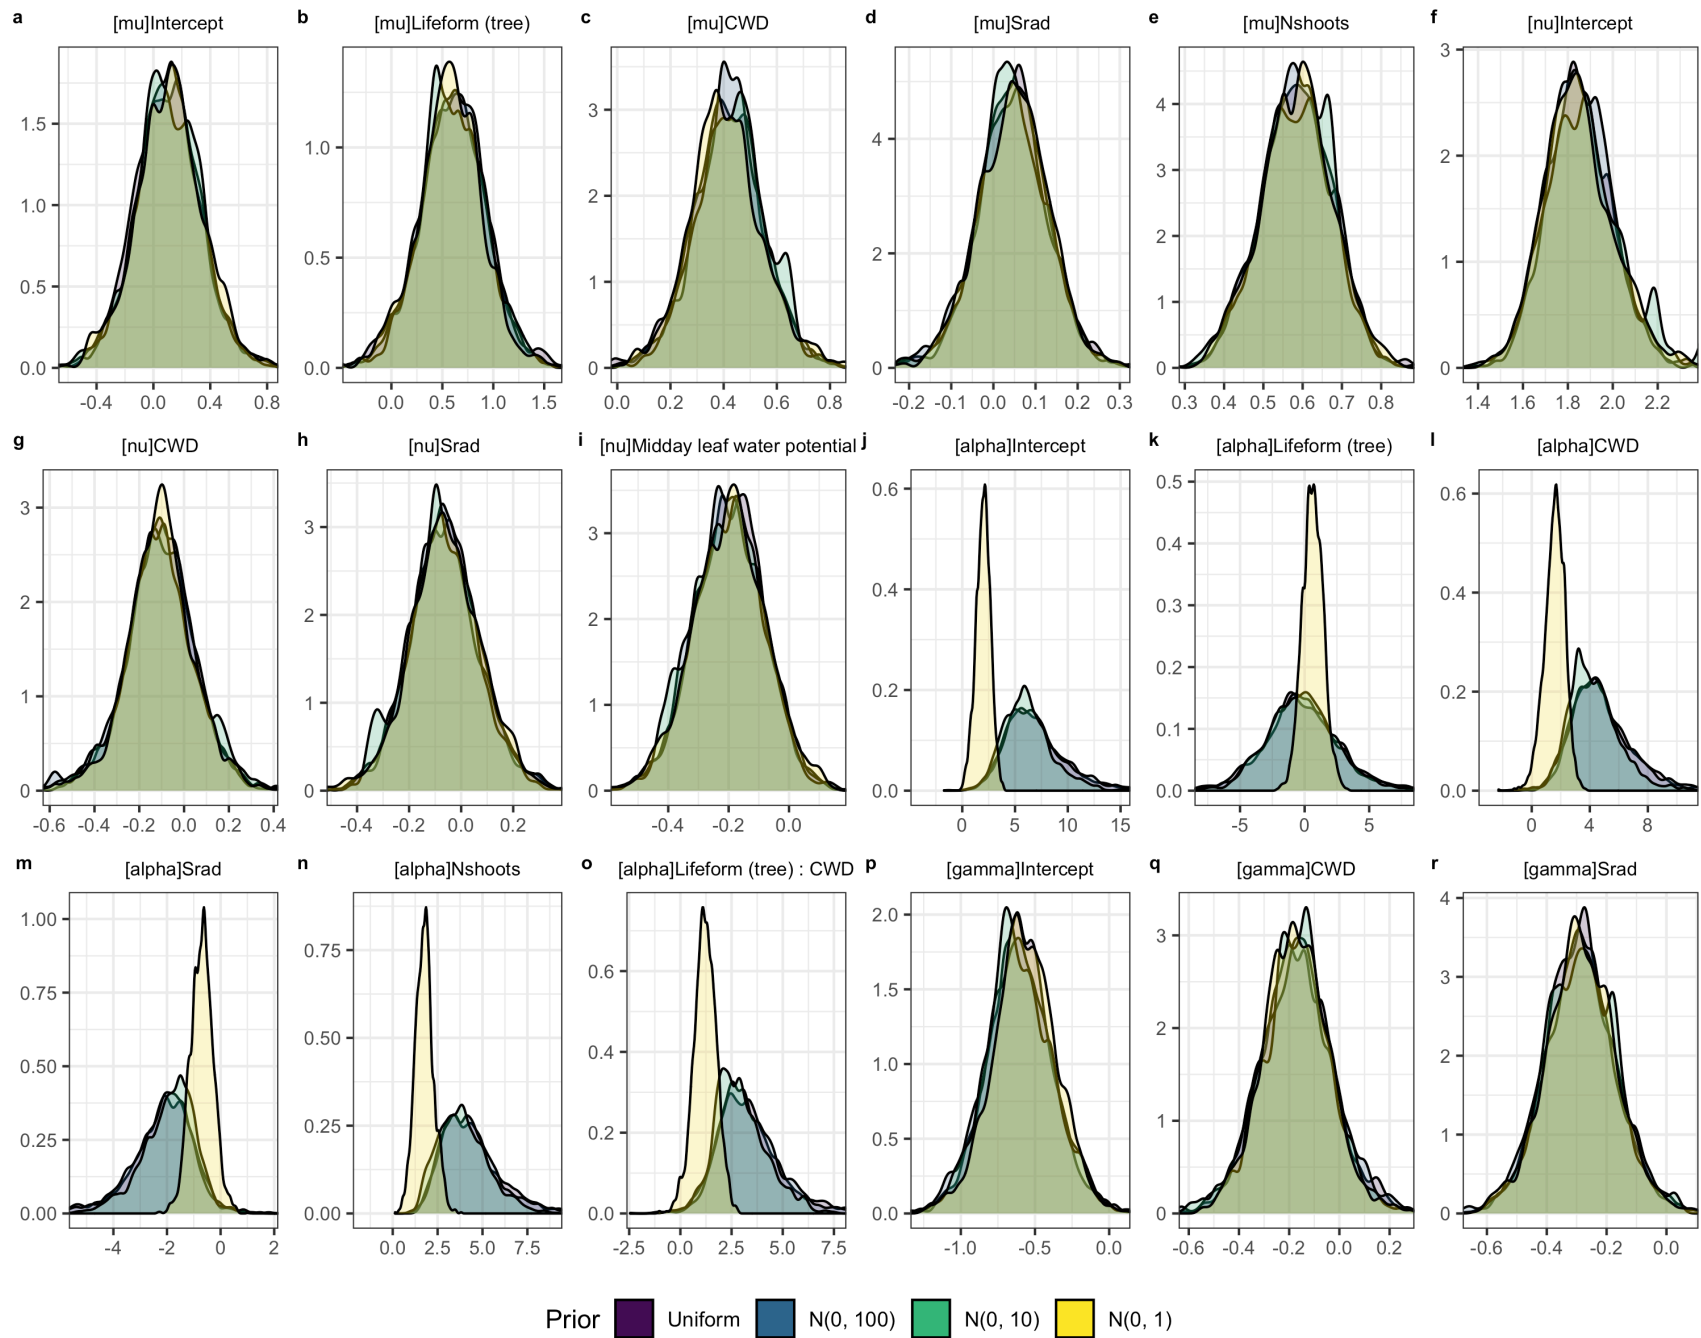 a [mu]Intercept
b [mu]Lifeform (tree)
c [mu]CWD
d [mu]Srad
e [mu]Nshoots
f [nu]Intercept
0.0 0.5 1.0 1.5
-0.4 0.0 0.4 0.8
0.0 0.5 1.0
0.0 0.5 1.0 1.5
0 1 2 3
0.0 0.2 0.4 0.6 0.8
0 2 4
-0.2 -0.1 0.0 0.1 0.2 0.3
0 1 2 3 4
0.3 0.4 0.5 0.6 0.7 0.8
0 1 2 3
1.4 1.6 1.8 2.0 2.2
g [nu]CWD
h [nu]Srad
i [nu]Midday leaf water potential
j [alpha]Intercept
k [alpha]Lifeform (tree)
l [alpha]CWD
0 1 2 3
-0.6 -0.4 -0.2 0.0 0.2 0.4
0 1 2 3
-0.4 -0.2 0.0 0.2
0 1 2 3
-0.4 -0.2 0.0
0.0 0.2 0.4 0.6
0 5 10 15
0.0 0.1 0.2 0.3 0.4 0.5
-5 0 5
0.0 0.2 0.4 0.6
0 4 8
m [alpha]Srad
n [alpha]Nshoots
o [alpha]Lifeform (tree) : CWD
p [gamma]Intercept
q [gamma]CWD
r [gamma]Srad
0.00 0.25 0.50 0.75 1.00
-4 -2 0 2
0.00 0.25 0.50 0.75
0.0 2.5 5.0 7.5
0.0 0.2 0.4 0.6
-2.5 0.0 2.5 5.0 7.5
0.0 0.5 1.0 1.5 2.0
-1.0 -0.5 0.0
0 1 2 3
-0.6 -0.4 -0.2 0.0 0.2
0 1 2 3 4
-0.6 -0.4 -0.2 0.0
Prior Uniform N(0, 100) N(0, 10) N(0, 1)